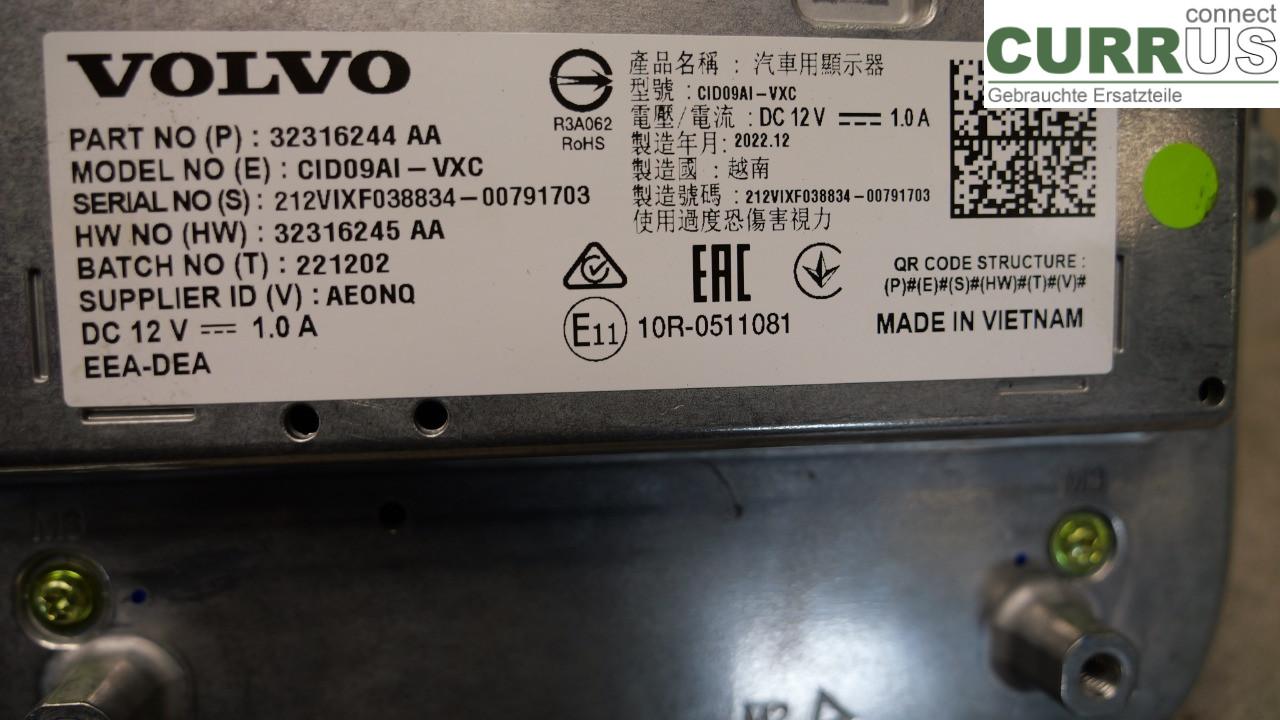 VOLVO
PART NO (P) : 32316244 AA
MODEL NO (E) : CID09AI-VXC
SERIAL NO (S) : 212VIXF038834-00791703
HW NO (HW) : 32316245 AA
BATCH NO (T) : 221202
SUPPLIER ID (V) : AEONQ
DC 12 V 1.0 A
EEA-DEA
R3A062
RoHS
產品名稱 : 汽車用顯示器
型號 : CID09AI-VXC
電壓/電流 : DC 12 V 1.0 A
製造年月: 2022.12
製造國 : 越南
製造號碼 : 212VIXF038834-00791703
使用過度恐傷害視力
EAC
E11 10R-0511081
QR CODE STRUCTURE :
(P)#(E)#(S)#(HW)#(T)#(V)#
MADE IN VIETNAM
connect
CURRUS
Gebrauchte Ersatzteile